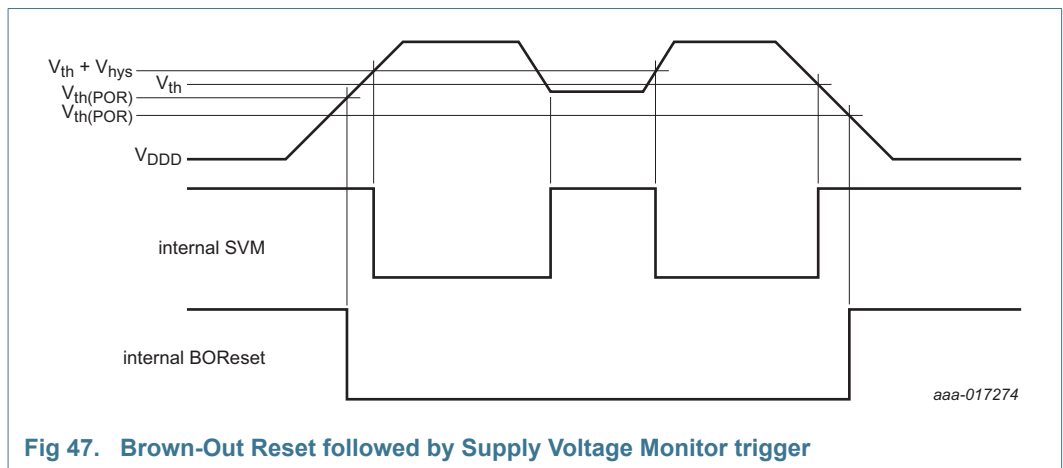 Vth + Vhys
Vth
Vth(POR)
Vth(POR)
VDDD
internal SVM
internal BOReset
aaa-017274
Fig 47. Brown-Out Reset followed by Supply Voltage Monitor trigger